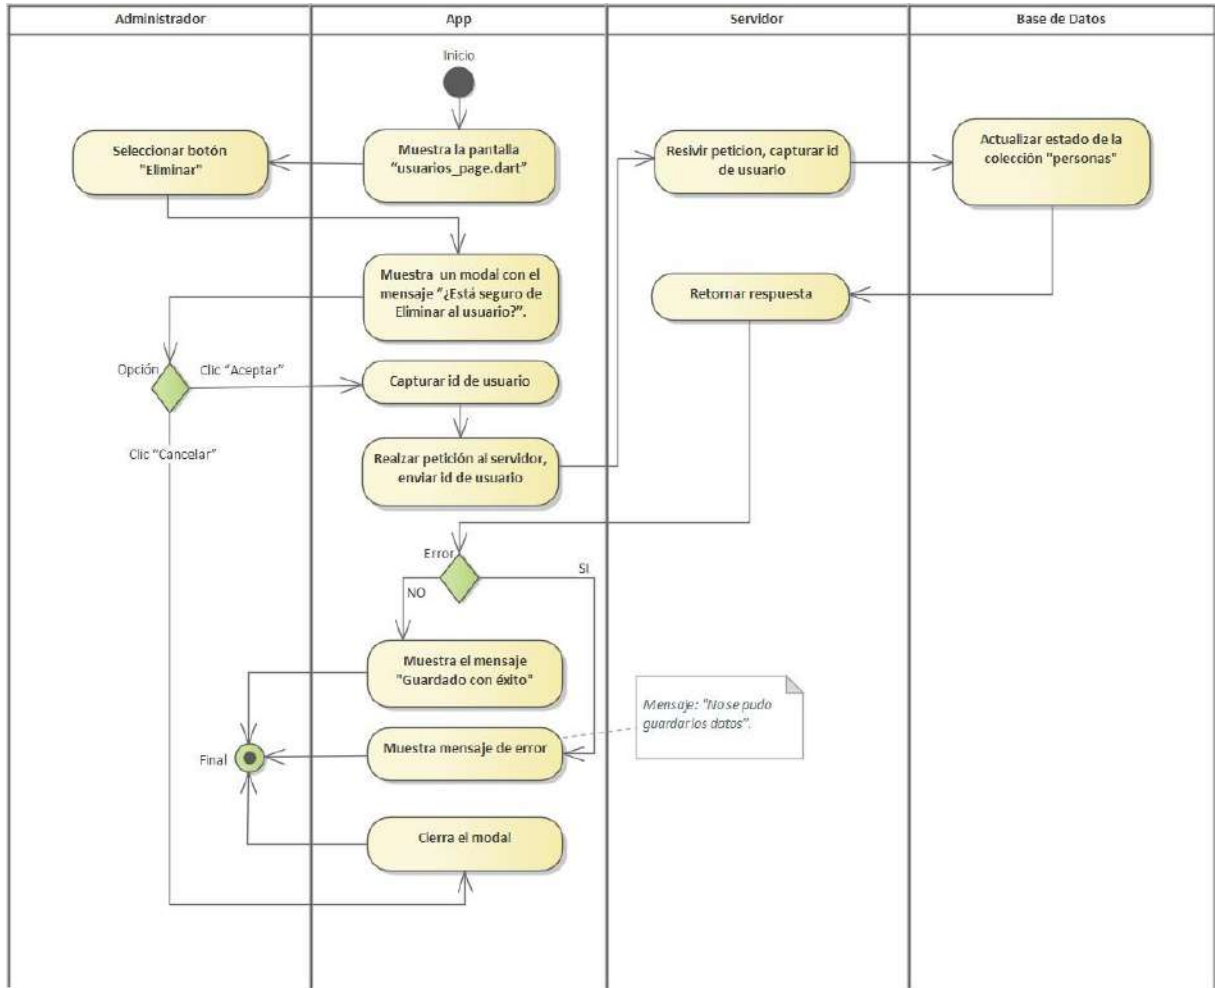 Administrador
App
Servidor
Base de Datos
Inicio
Seleccionar botón
"Eliminar"
Muestra la pantalla
"usuarios_page.dart"
Resivir peticion, capturar id
de usuario
Actualizar estado de la
colección "personas"
Muestra un modal con el
mensaje "¿Está seguro de
Eliminar al usuario?".
Retornar respuesta
Opción
Clic "Aceptar"
Capturar id de usuario
Clic "Cancelar"
Realzar petición al servidor,
enviar id de usuario
Error
SI
NO
Muestra el mensaje
"Guardado con éxito"
Mensaje: "No se pudo
guardar los datos".
Muestra mensaje de error
Final
Cierra el modal